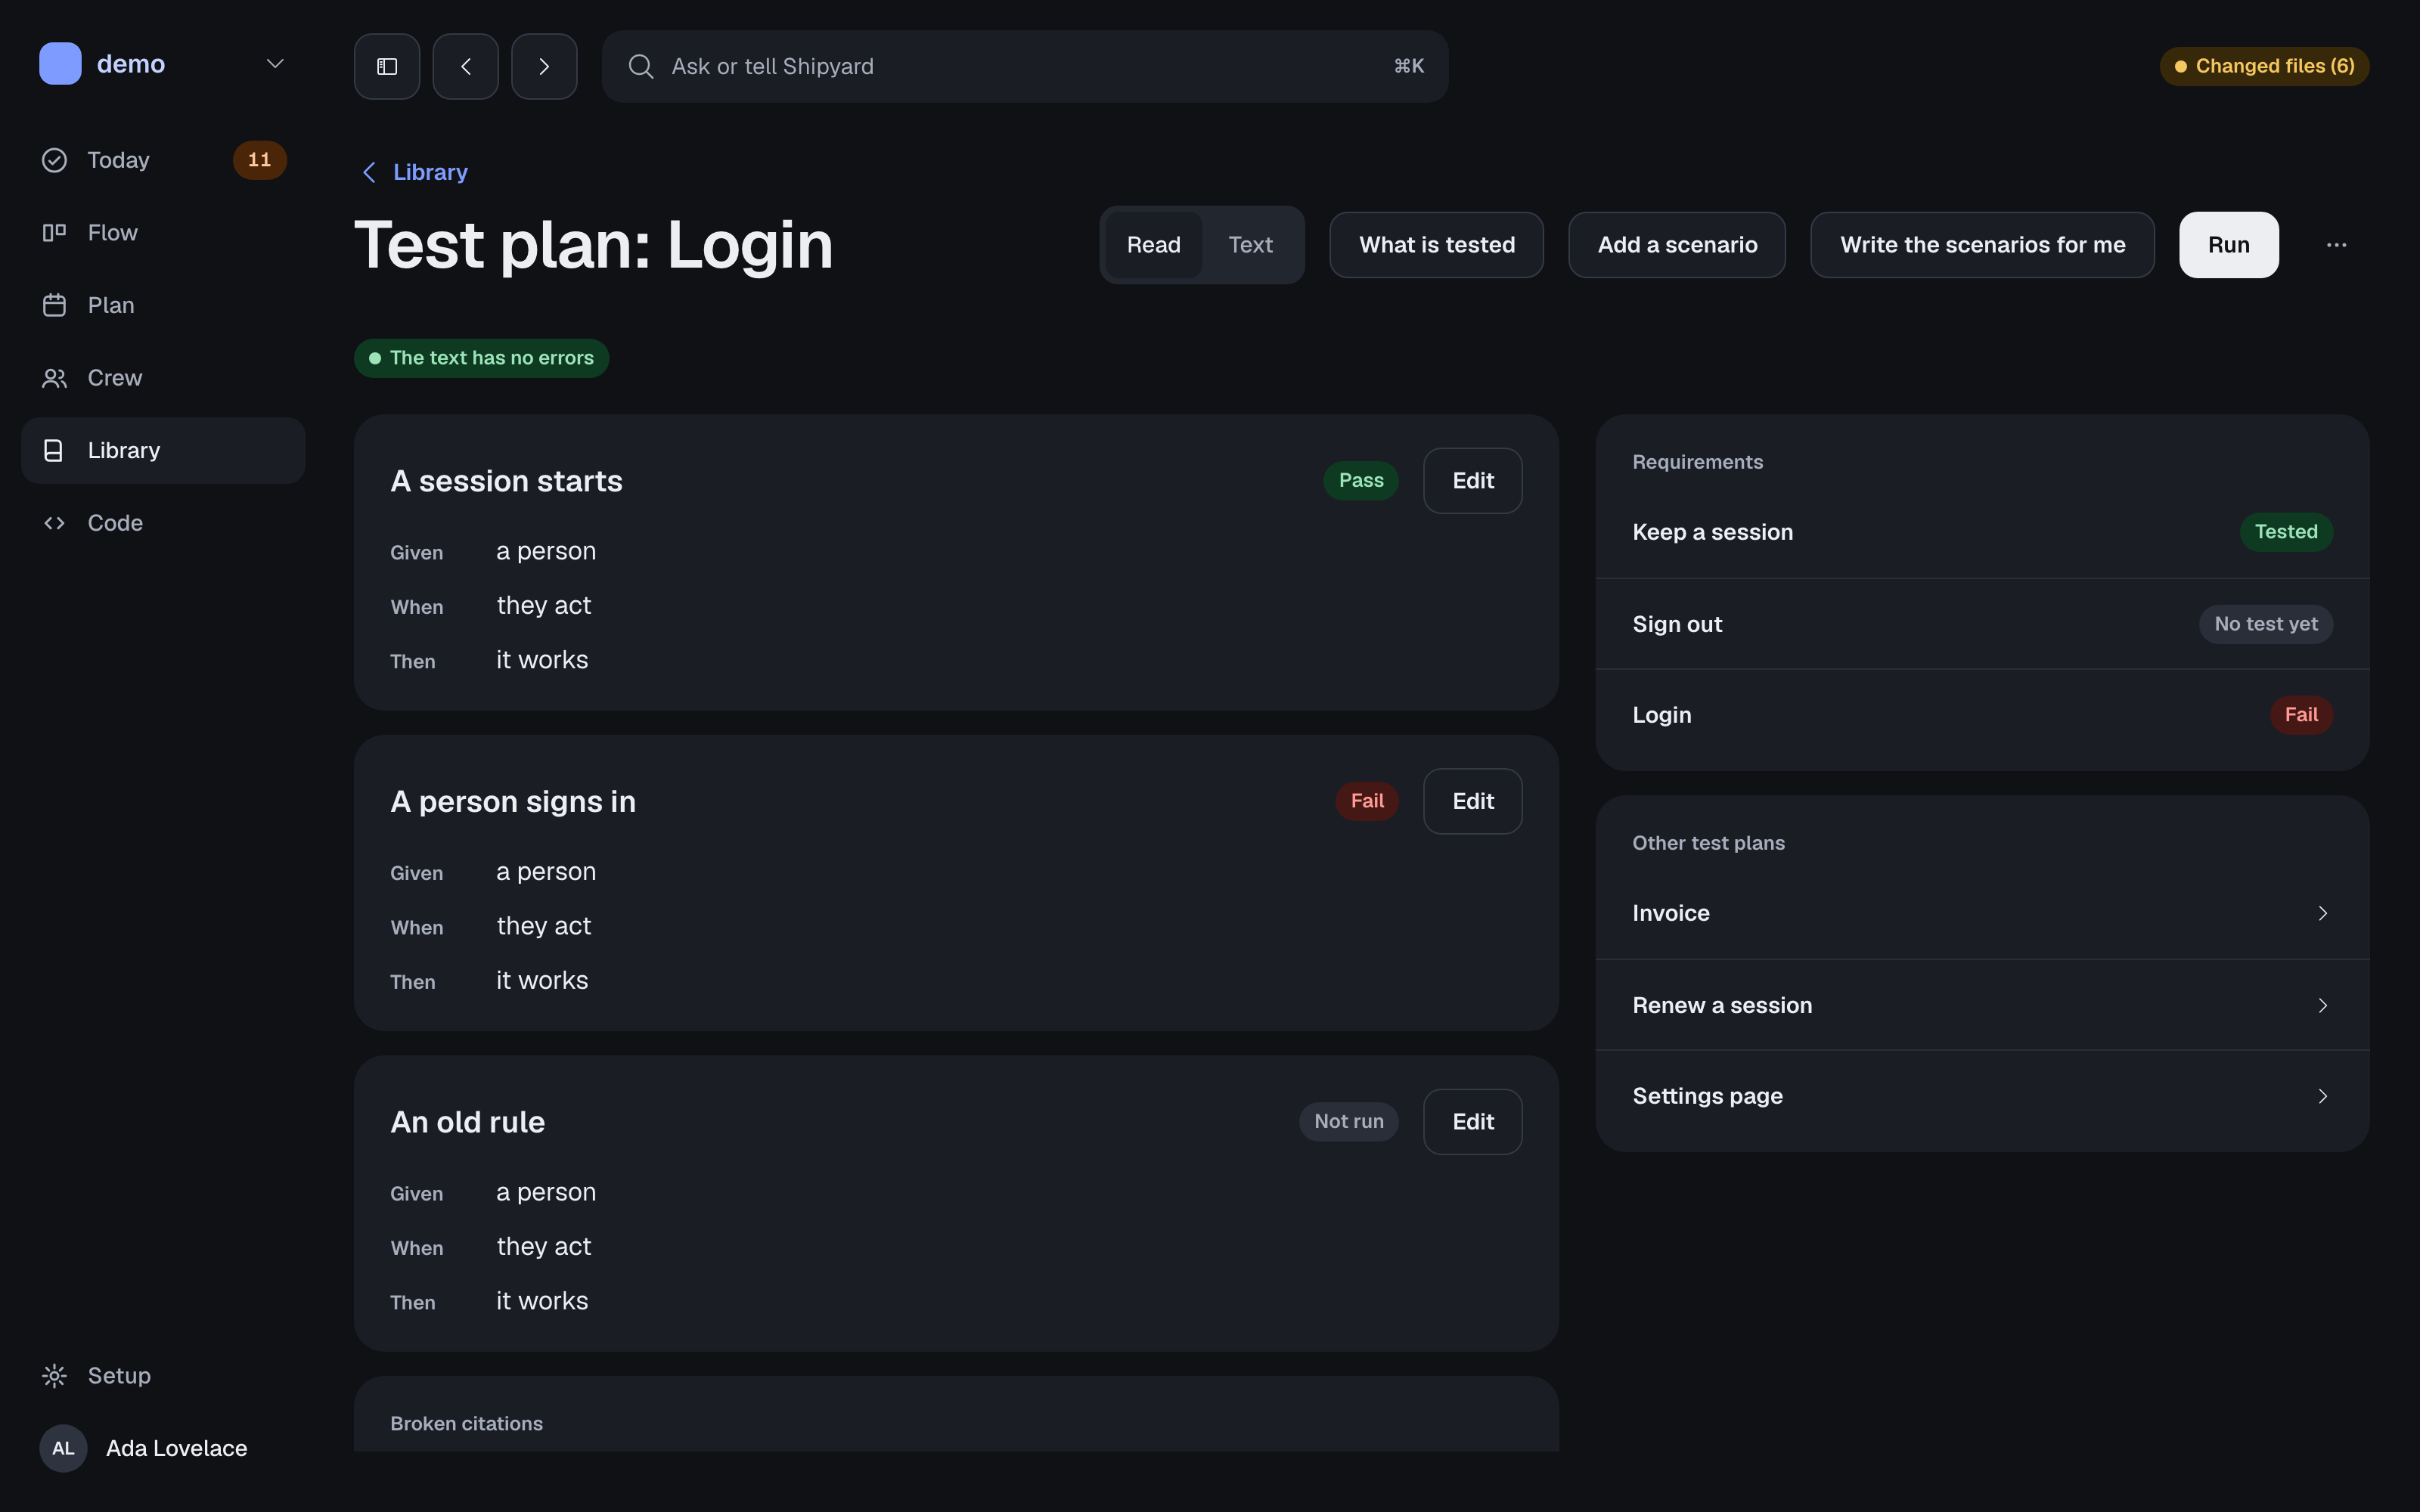 demo
Ask or tell Shipyard
⌘K
Changed files (6)
Today
11
Flow
Plan
Crew
Library
Code
Setup
AL
Ada Lovelace
Library
Test plan: Login
Read
Text
What is tested
Add a scenario
Write the scenarios for me
Run
The text has no errors
A session starts
Pass
Edit
Given a person
When they act
Then it works
A person signs in
Fail
Edit
Given a person
When they act
Then it works
An old rule
Not run
Edit
Given a person
When they act
Then it works
Broken citations
Requirements
Keep a session
Tested
Sign out
No test yet
Login
Fail
Other test plans
Invoice
Renew a session
Settings page